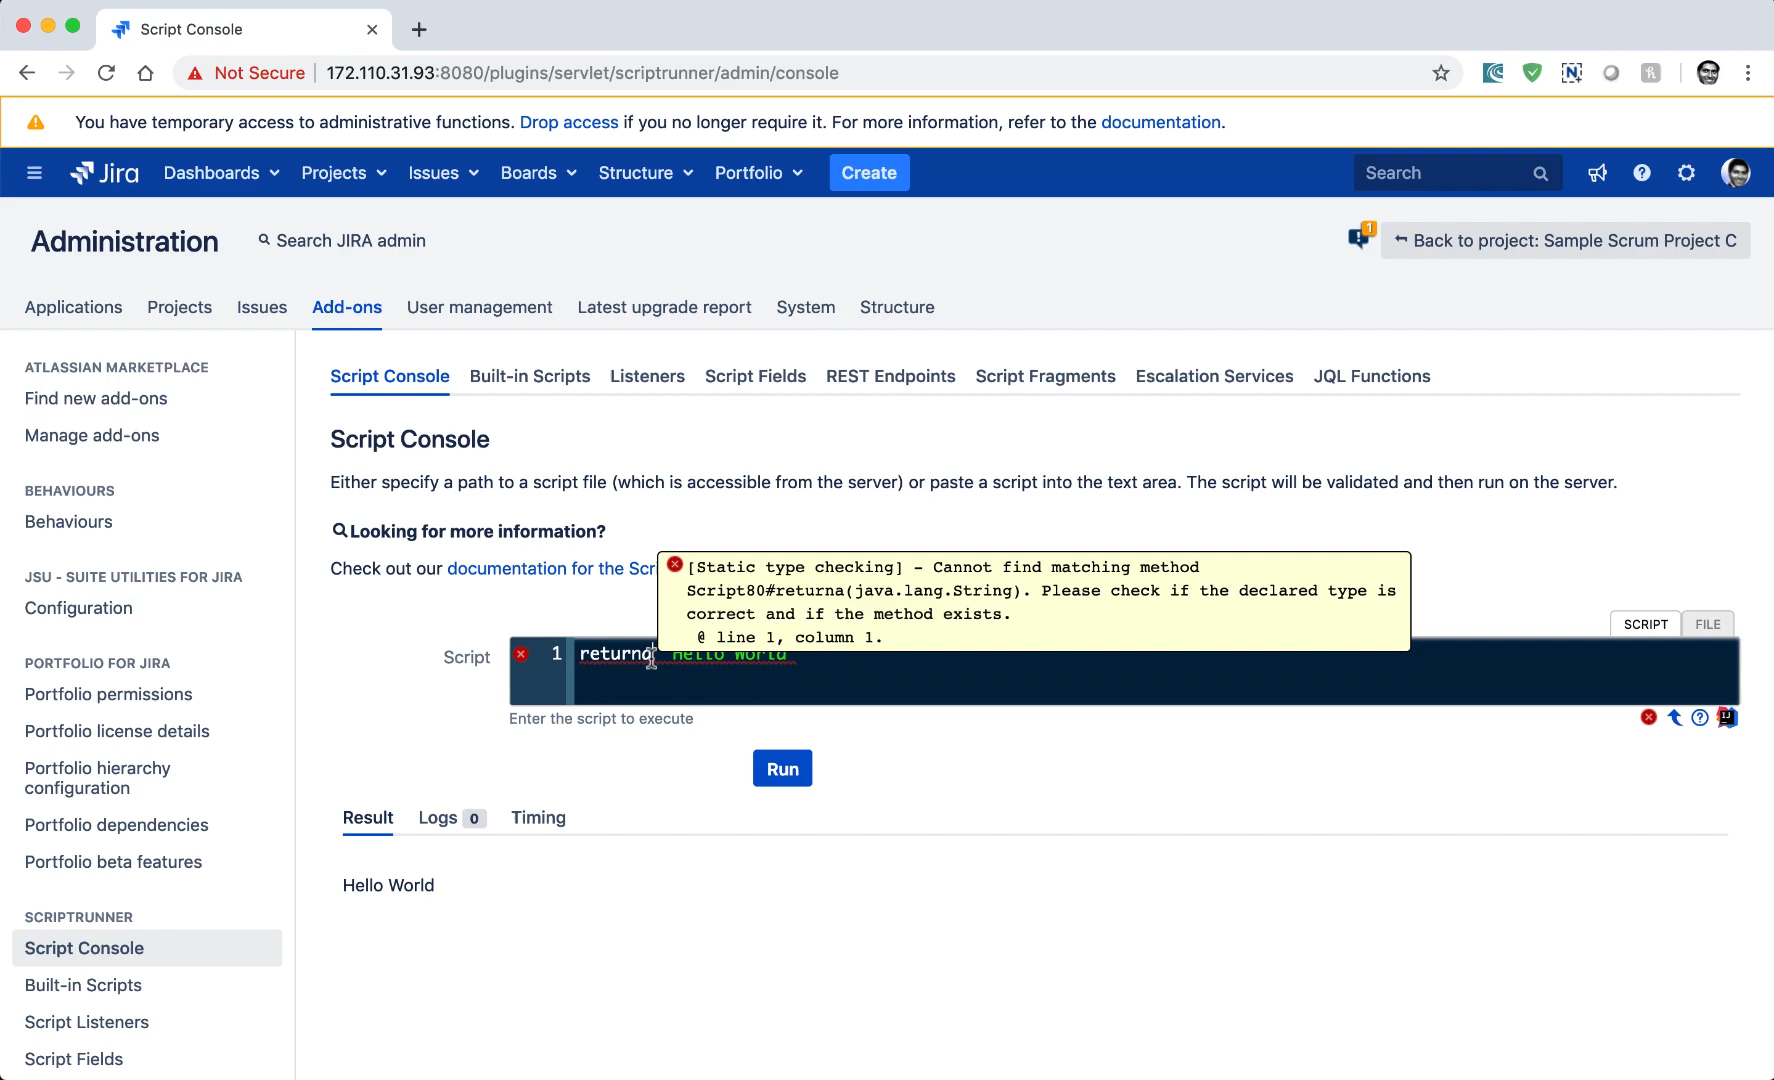 Script Console
Not Secure | 172.110.31.93:8080/plugins/servlet/scriptrunner/admin/console
You have temporary access to administrative functions. Drop access if you no longer require it. For more information, refer to the documentation.
Jira Dashboards Projects Issues Boards Structure Portfolio Create Search
Administration Search JIRA admin 1 Back to project: Sample Scrum Project C
Applications Projects Issues Add-ons User management Latest upgrade report System Structure
ATLASSIAN MARKETPLACE
Find new add-ons
Manage add-ons
BEHAVIOURS
Behaviours
JSU - SUITE UTILITIES FOR JIRA
Configuration
PORTFOLIO FOR JIRA
Portfolio permissions
Portfolio license details
Portfolio hierarchy
configuration
Portfolio dependencies
Portfolio beta features
SCRIPTRUNNER
Script Console
Built-in Scripts
Script Listeners
Script Fields
Script Console Built-in Scripts Listeners Script Fields REST Endpoints Script Fragments Escalation Services JQL Functions
Script Console
Either specify a path to a script file (which is accessible from the server) or paste a script into the text area. The script will be validated and then run on the server.
Looking for more information?
Check out our documentation for the Scr
[Static type checking] - Cannot find matching method
Script80#returna(java.lang.String). Please check if the declared type is
correct and if the method exists.
@ line 1, column 1.
SCRIPT FILE
Script 1 returna "Hello World"
Enter the script to execute
Run
Result Logs 0 Timing
Hello World